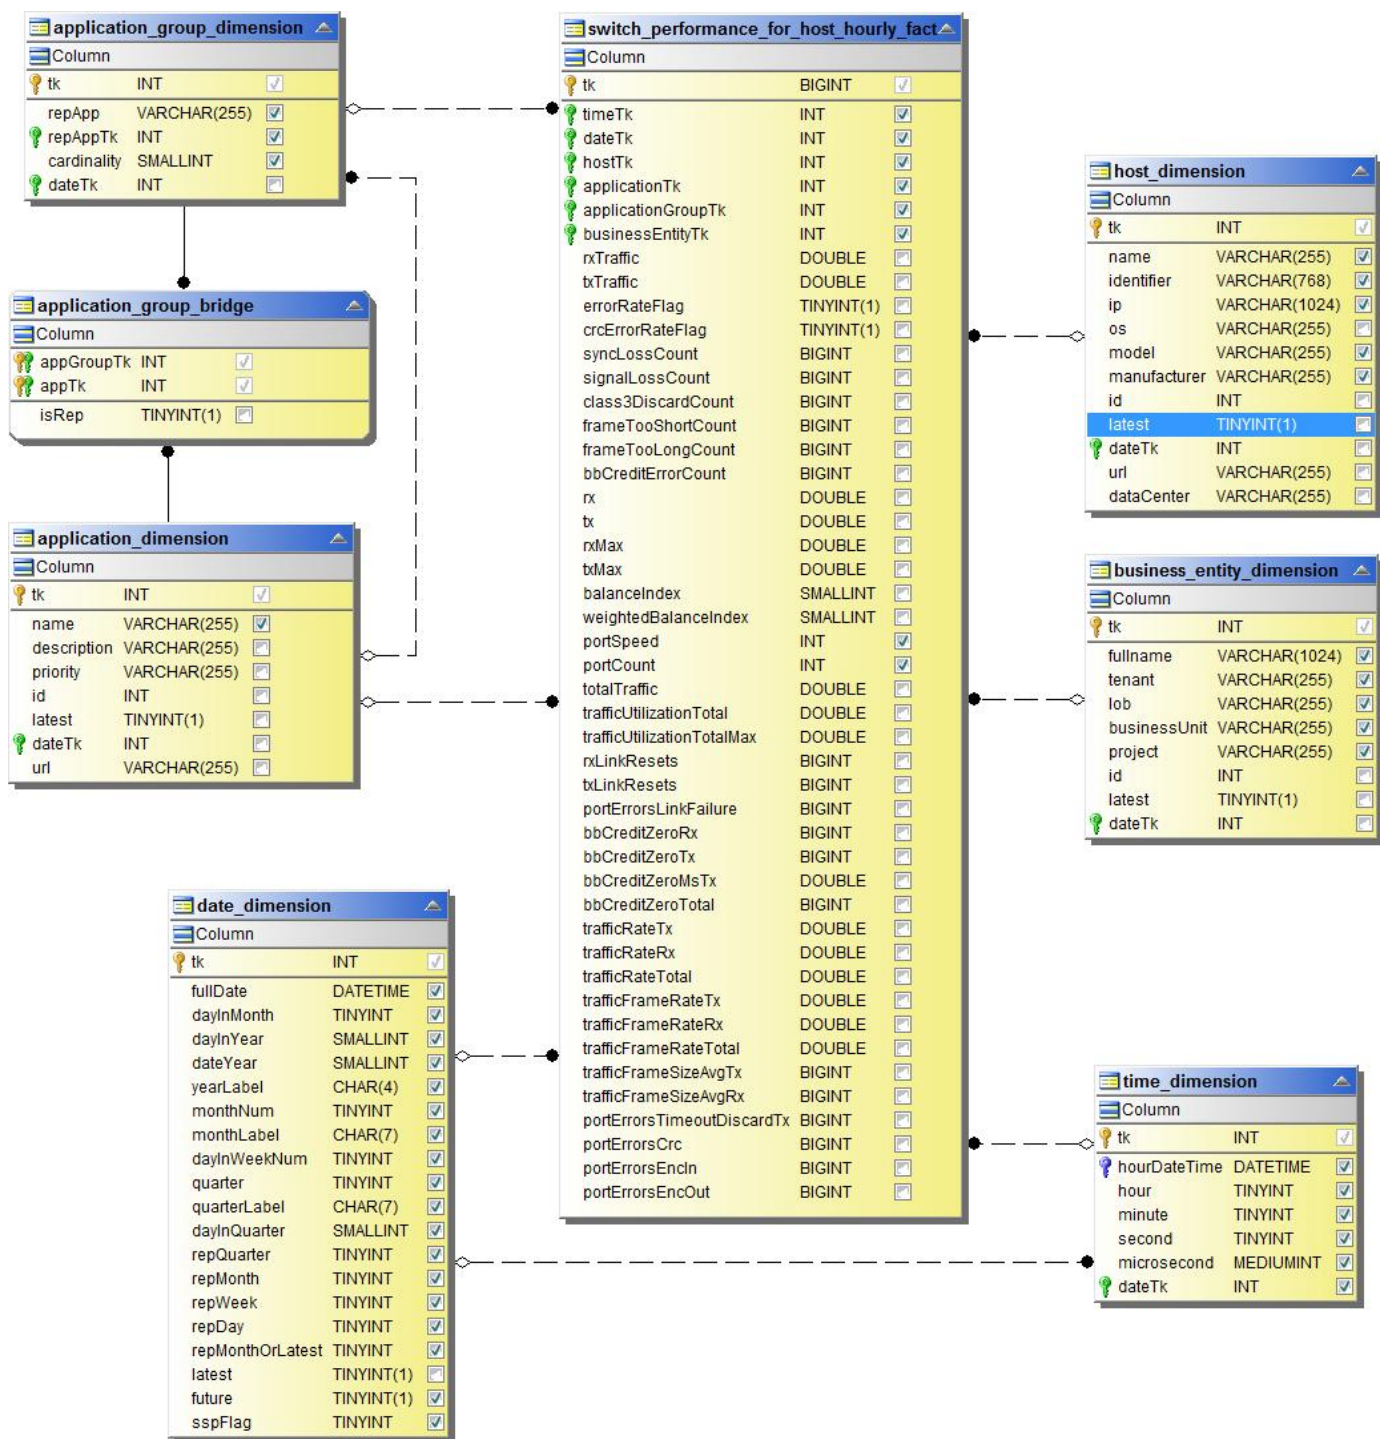 application_group_dimension
Column
tk INT
repApp VARCHAR(255)
repAppTk INT
cardinality SMALLINT
dateTk INT
application_group_bridge
Column
appGroupTk INT
appTk INT
isRep TINYINT(1)
application_dimension
Column
tk INT
name VARCHAR(255)
description VARCHAR(255)
priority VARCHAR(255)
id INT
latest TINYINT(1)
dateTk INT
url VARCHAR(255)
switch_performance_for_host_hourly_fact
Column
tk BIGINT
timeTk INT
dateTk INT
hostTk INT
applicationTk INT
applicationGroupTk INT
businessEntityTk INT
rxTraffic DOUBLE
txTraffic DOUBLE
errorRateFlag TINYINT(1)
crcErrorRateFlag TINYINT(1)
syncLossCount BIGINT
signalLossCount BIGINT
class3DiscardCount BIGINT
frameTooShortCount BIGINT
frameTooLongCount BIGINT
bbCreditErrorCount BIGINT
rx DOUBLE
tx DOUBLE
rxMax DOUBLE
txMax DOUBLE
balanceIndex SMALLINT
weightedBalanceIndex SMALLINT
portSpeed INT
portCount INT
totalTraffic DOUBLE
trafficUtilizationTotal DOUBLE
trafficUtilizationTotalMax DOUBLE
rxLinkResets BIGINT
txLinkResets BIGINT
portErrorsLinkFailure BIGINT
bbCreditZeroRx BIGINT
bbCreditZeroTx BIGINT
bbCreditZeroMsTx DOUBLE
bbCreditZeroTotal BIGINT
trafficRateTx DOUBLE
trafficRateRx DOUBLE
trafficRateTotal DOUBLE
trafficFrameRateTx DOUBLE
trafficFrameRateRx DOUBLE
trafficFrameRateTotal DOUBLE
trafficFrameSizeAvgTx BIGINT
trafficFrameSizeAvgRx BIGINT
portErrorsTimeoutDiscardTx BIGINT
portErrorsCrc BIGINT
portErrorsEncIn BIGINT
portErrorsEncOut BIGINT
host_dimension
Column
tk INT
name VARCHAR(255)
identifier VARCHAR(768)
ip VARCHAR(1024)
os VARCHAR(255)
model VARCHAR(255)
manufacturer VARCHAR(255)
id INT
latest TINYINT(1)
dateTk INT
url VARCHAR(255)
dataCenter VARCHAR(255)
business_entity_dimension
Column
tk INT
fullname VARCHAR(1024)
tenant VARCHAR(255)
lob VARCHAR(255)
businessUnit VARCHAR(255)
project VARCHAR(255)
id INT
latest TINYINT(1)
dateTk INT
date_dimension
Column
tk INT
fullDate DATETIME
dayInMonth TINYINT
dayInYear SMALLINT
dateYear SMALLINT
yearLabel CHAR(4)
monthNum TINYINT
monthLabel CHAR(7)
dayInWeekNum TINYINT
quarter TINYINT
quarterLabel CHAR(7)
dayInQuarter SMALLINT
repQuarter TINYINT
repMonth TINYINT
repWeek TINYINT
repDay TINYINT
repMonthOrLatest TINYINT
latest TINYINT(1)
future TINYINT(1)
sspFlag TINYINT
time_dimension
Column
tk INT
hourDateTime DATETIME
hour TINYINT
minute TINYINT
second TINYINT
microsecond MEDIUMINT
dateTk INT